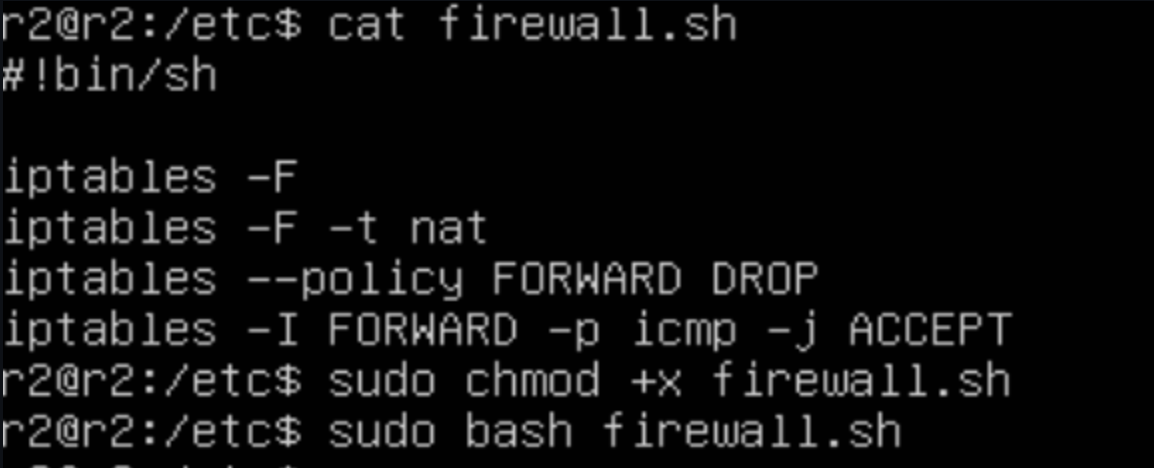 r2@r2:/etc$ cat firewall.sh
#!bin/sh
iptables -F
iptables -F -t nat
iptables --policy FORWARD DROP
iptables -I FORWARD -p icmp -j ACCEPT
r2@r2:/etc$ sudo chmod +x firewall.sh
r2@r2:/etc$ sudo bash firewall.sh